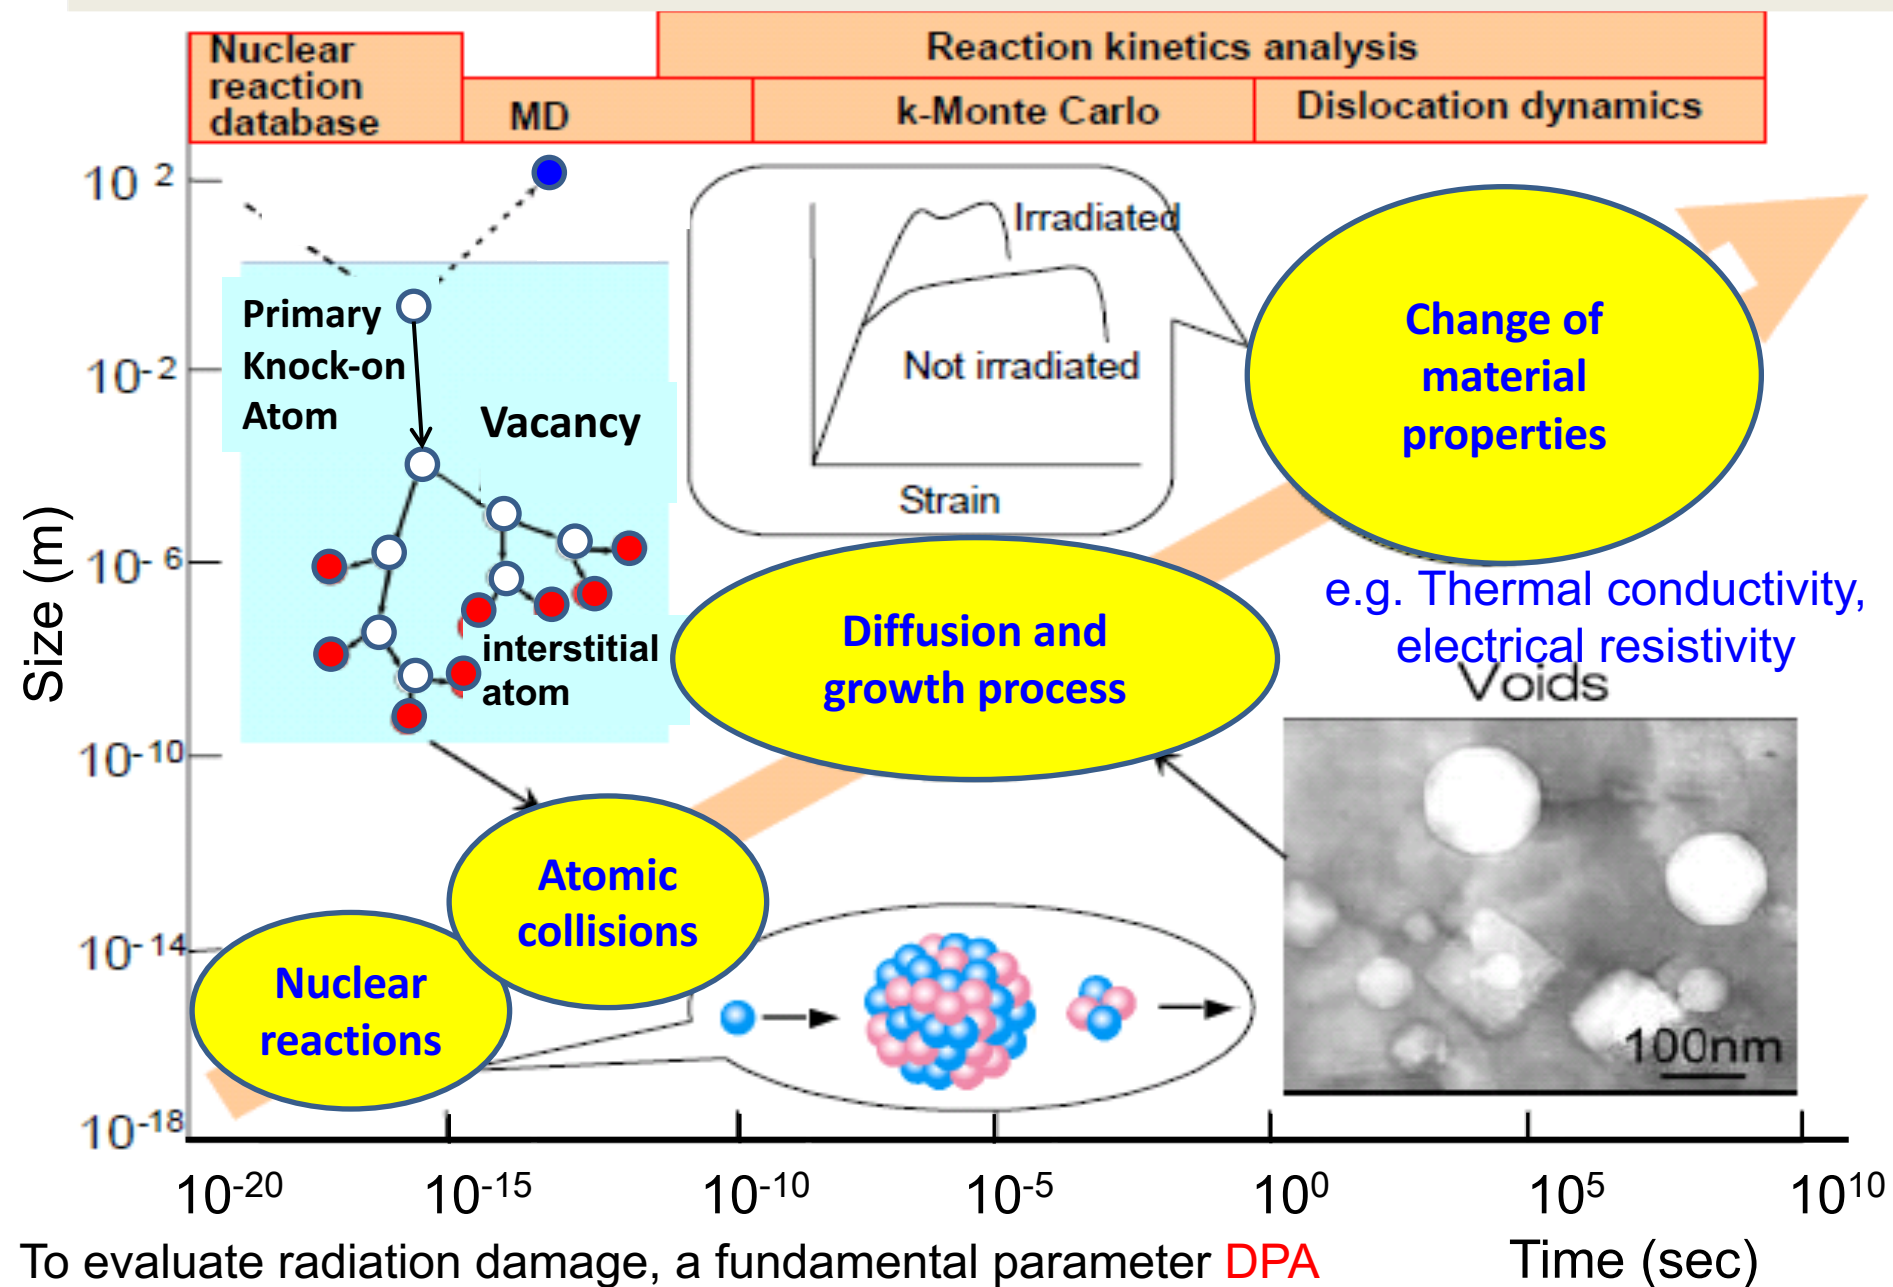 Nuclear
reaction
database
MD
Reaction kinetics analysis
k-Monte Carlo
Dislocation dynamics
10 2
10-2
10- 6
10-10
10-14
10-18
Size (m)
Primary
Knock-on
Atom
Vacancy
interstitial
atom
Irradiated
Not irradiated
Strain
Change of
material
properties
e.g. Thermal conductivity,
electrical resistivity
Diffusion and
growth process
Voids
100nm
Atomic
collisions
Nuclear
reactions
10-20 10-15 10-10 10-5 100 105 1010
Time (sec)
To evaluate radiation damage, a fundamental parameter DPA